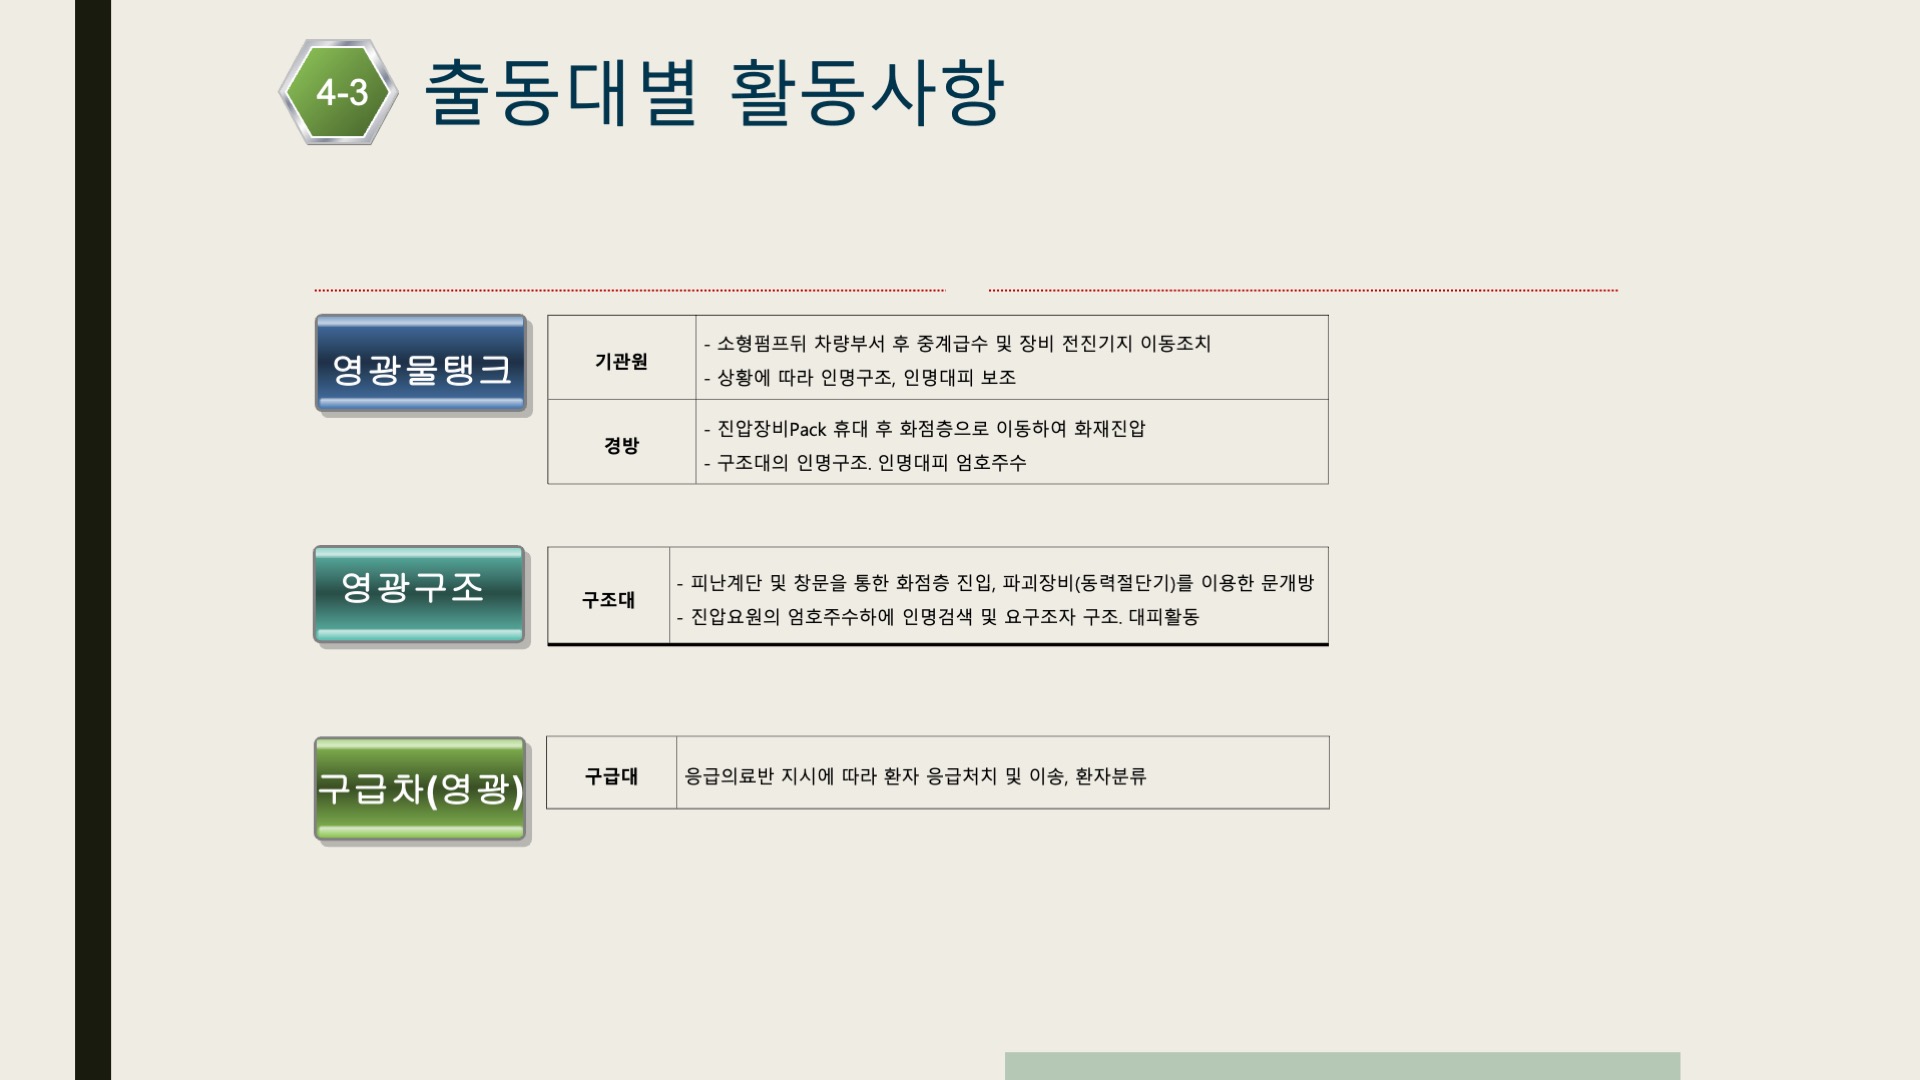 4-3 출동대별 활동사항
영광물탱크
기관원
- 소형펌프뒤 차량부서 후 중계급수 및 장비 전진기지 이동조치
- 상황에 따라 인명구조, 인명대피 보조
경방
- 진압장비Pack 휴대 후 화점층으로 이동하여 화재진압
- 구조대의 인명구조. 인명대피 엄호주수
영광구조
구조대
- 피난계단 및 창문을 통한 화점층 진입, 파괴장비(동력절단기)를 이용한 문개방
- 진압요원의 엄호주수하에 인명검색 및 요구조자 구조. 대피활동
구급차(영광)
구급대
응급의료반 지시에 따라 환자 응급처치 및 이송, 환자분류